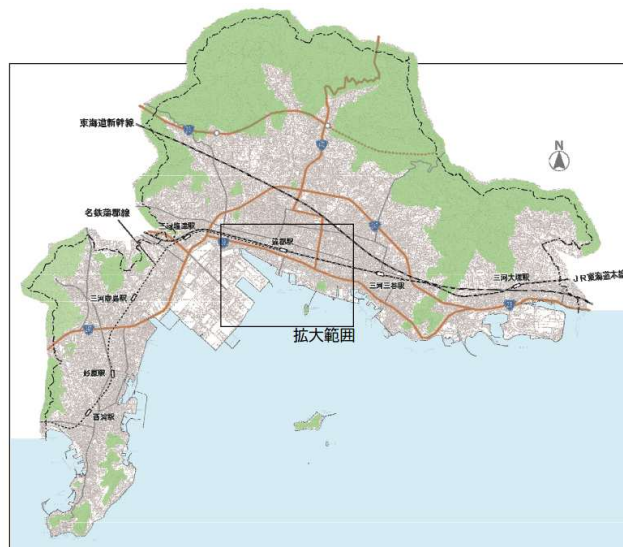 東海道新幹線
N
名鉄蒲郡線
三河塩津駅
蒲郡駅
三河三谷駅
三河大塚駅
JR東海道本線
三河鹿島駅
拡大範囲
形原駅
西浦駅